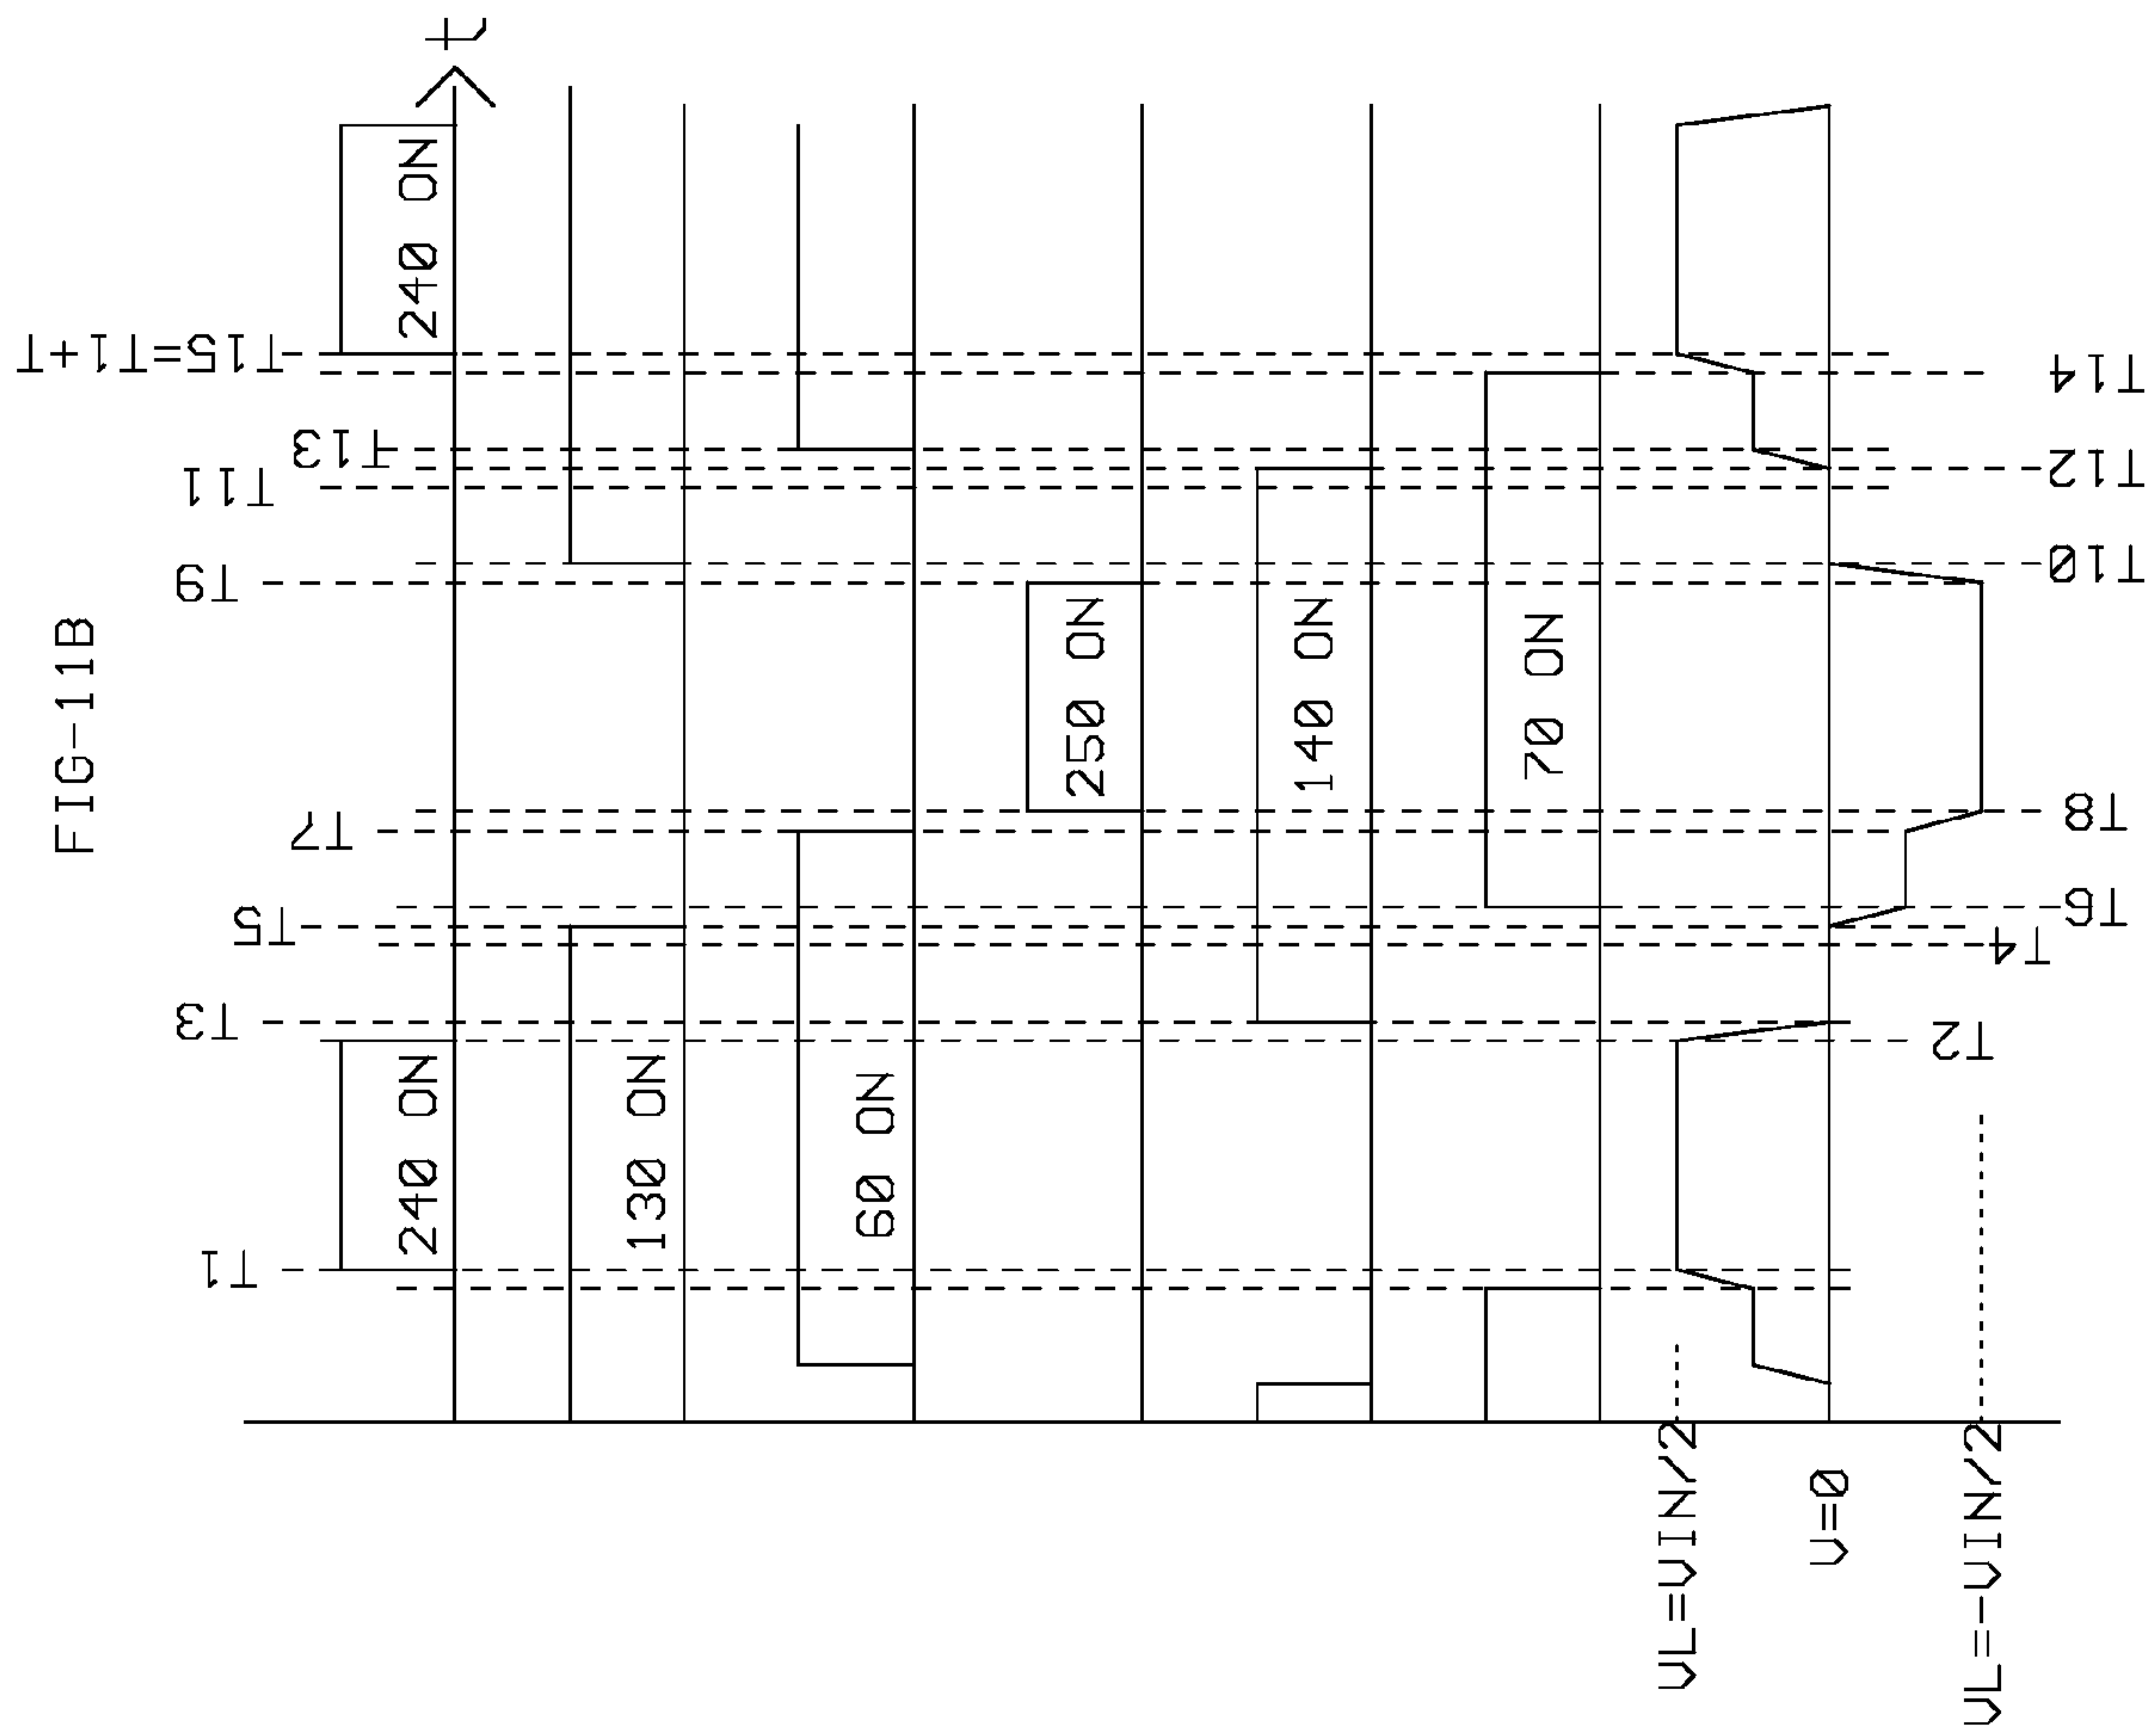 FIG-11B
T1
T3
T5
T7
T9
T11
T13
T15=T1+T
240 ON
240 ON
t
130 ON
60 ON
250 ON
140 ON
70 ON
VL=VIN/2
V=0
VL=-VIN/2
T2
T4
T6
T8
T10
T12
T14